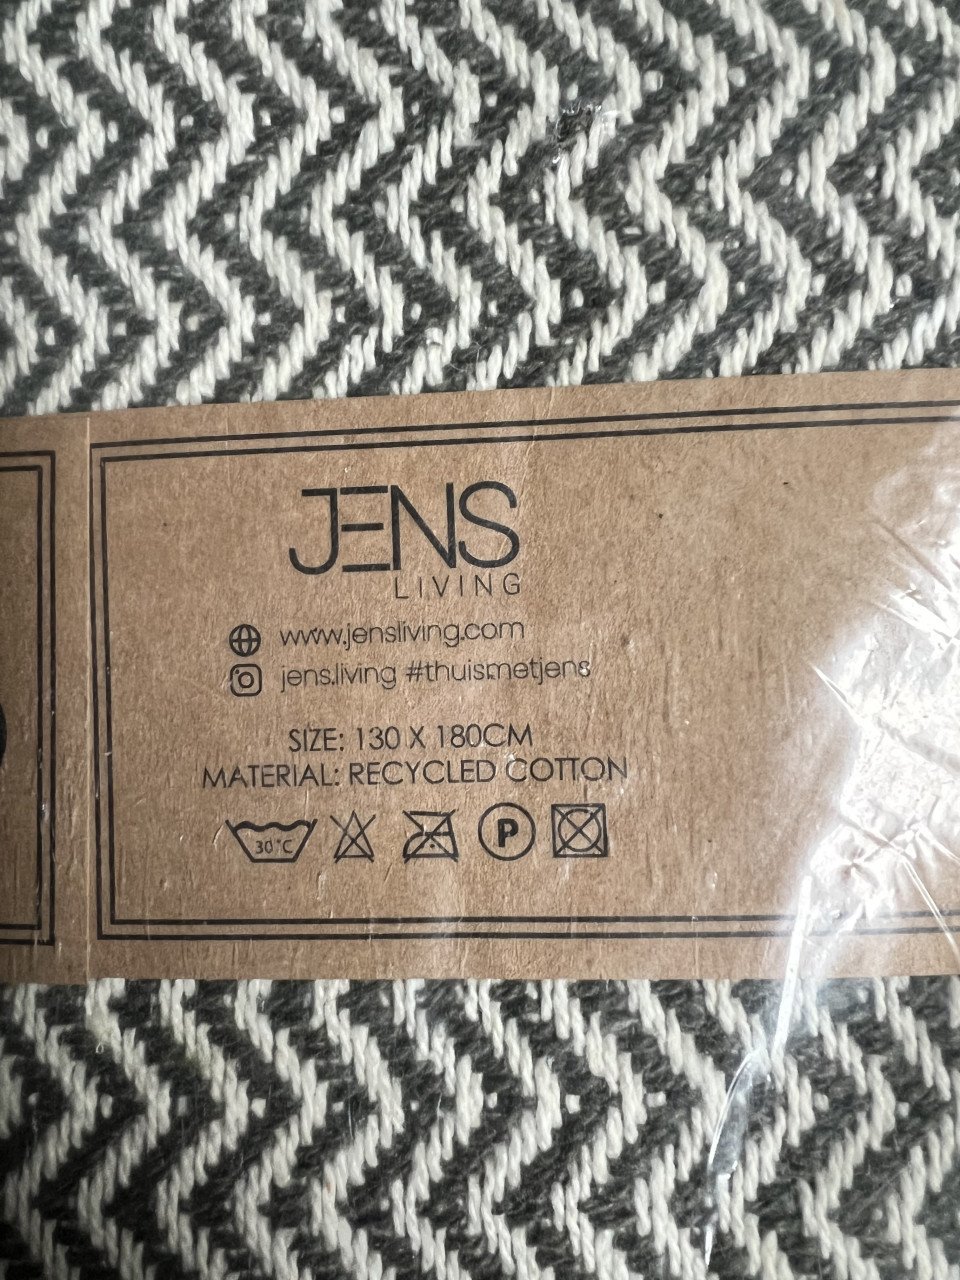 JENS
LIVING
www.jensliving.com
jens.living #thuismetjens
SIZE: 130 X 180CM
MATERIAL: RECYCLED COTTON
30°C
P